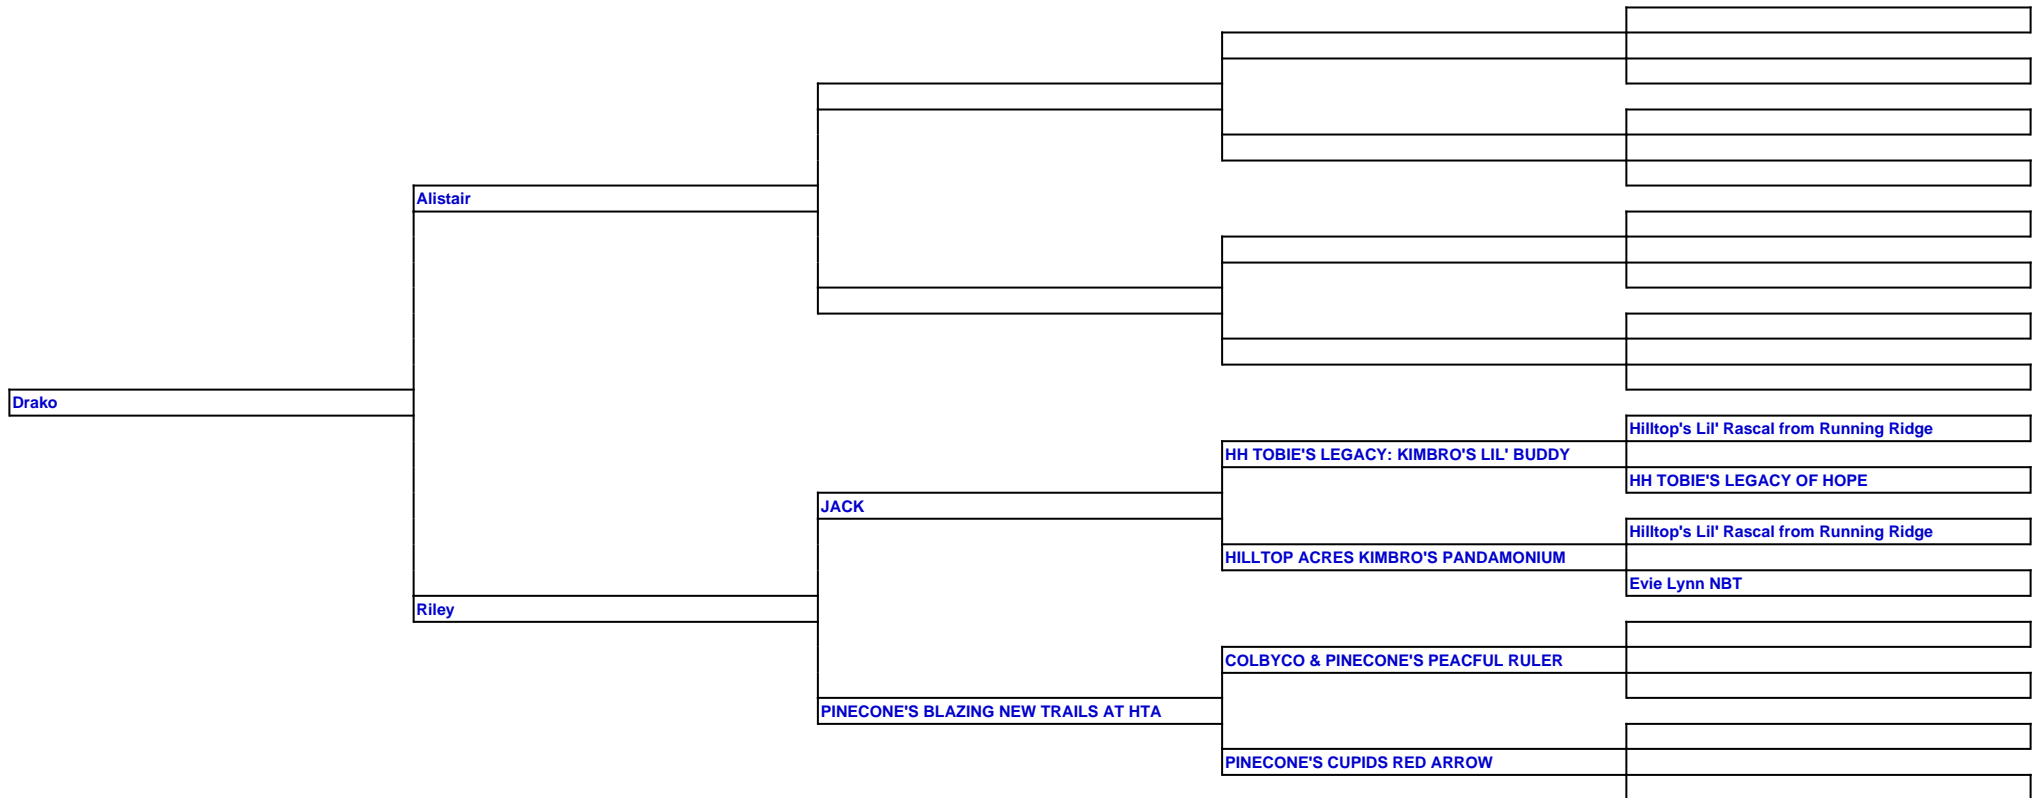 Alistair
Drako
Hilltop's Lil' Rascal from Running Ridge
HH TOBIE'S LEGACY: KIMBRO'S LIL' BUDDY
HH TOBIE'S LEGACY OF HOPE
JACK
Hilltop's Lil' Rascal from Running Ridge
HILLTOP ACRES KIMBRO'S PANDAMONIUM
Evie Lynn NBT
Riley
COLBYCO & PINECONE'S PEACFUL RULER
PINECONE'S BLAZING NEW TRAILS AT HTA
PINECONE'S CUPIDS RED ARROW